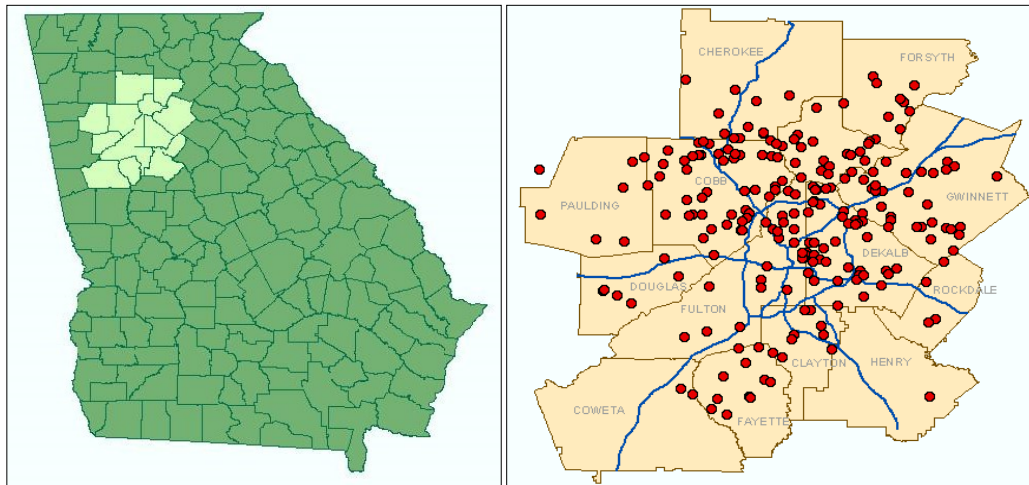 CHEROKEE
FORSYTH
COBB
GWINNETT
PAULDING
DEKALB
DOUGLAS
ROCKDALE
FULTON
CLAYTON
HENRY
COWETA
FAYETTE